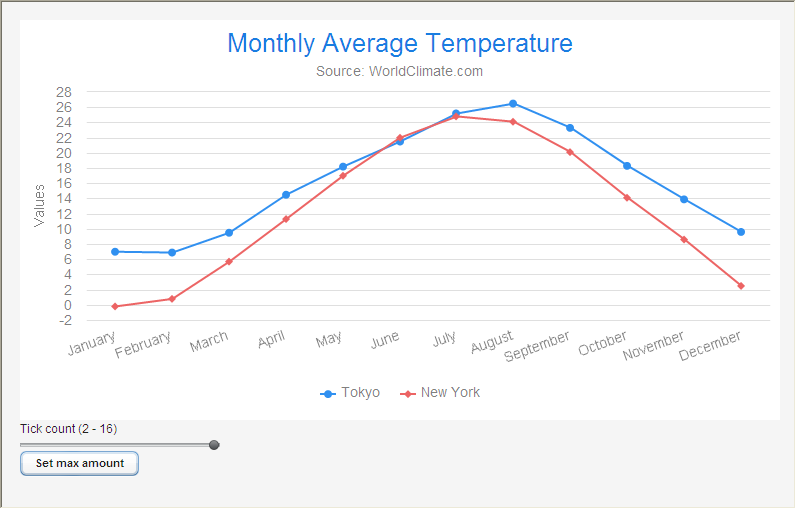 Monthly Average Temperature
Source: WorldClimate.com
Values
28
26
24
22
20
18
16
14
12
10
8
6
4
2
0
-2
January February March April May June July August September October November December
Tokyo New York
Tick count (2 - 16)
Set max amount